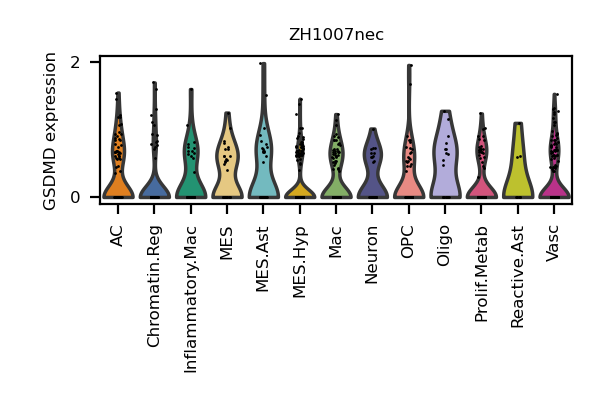 ZH1007nec
GSDMD expression
2
0
AC
Chromatin.Reg
Inflammatory.Mac
MES
MES.Ast
MES.Hyp
Mac
Neuron
OPC
Oligo
Prolif.Metab
Reactive.Ast
Vasc